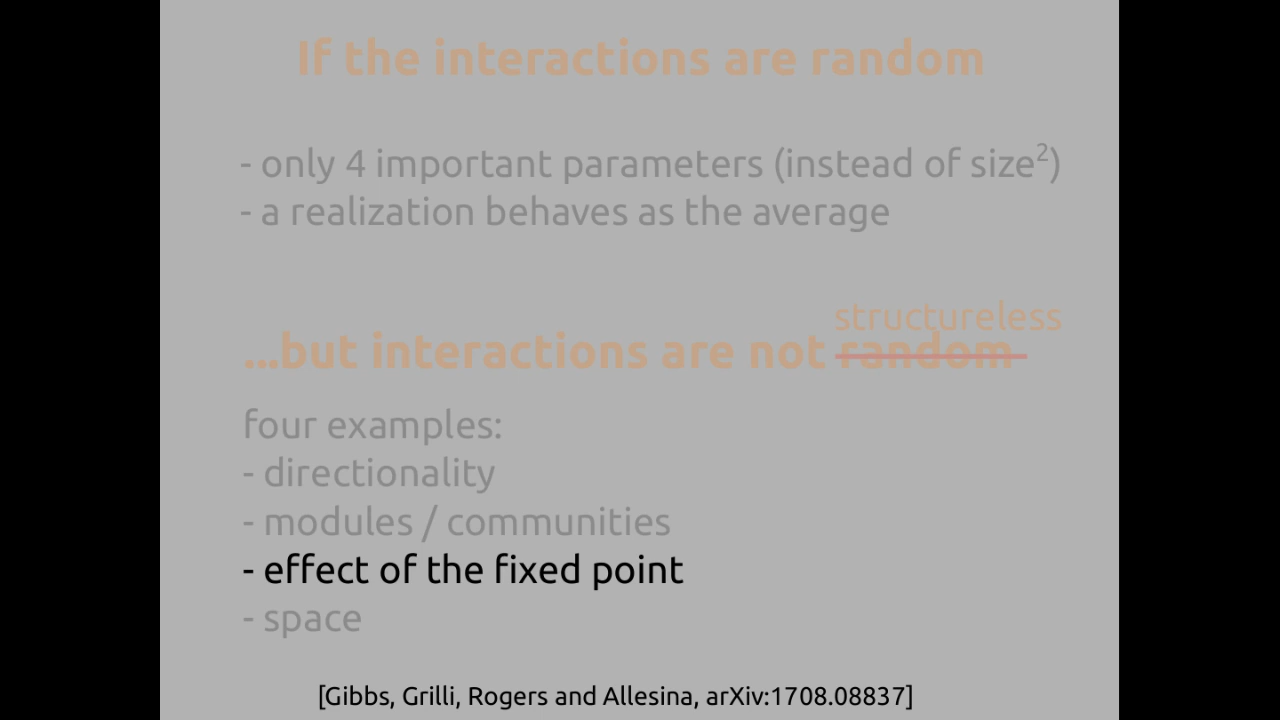 If the interactions are random
- only 4 important parameters (instead of size²)
- a realization behaves as the average
structureless
...but interactions are not random
four examples:
- directionality
- modules / communities
- effect of the fixed point
- space
[Gibbs, Grilli, Rogers and Allesina, arXiv:1708.08837]